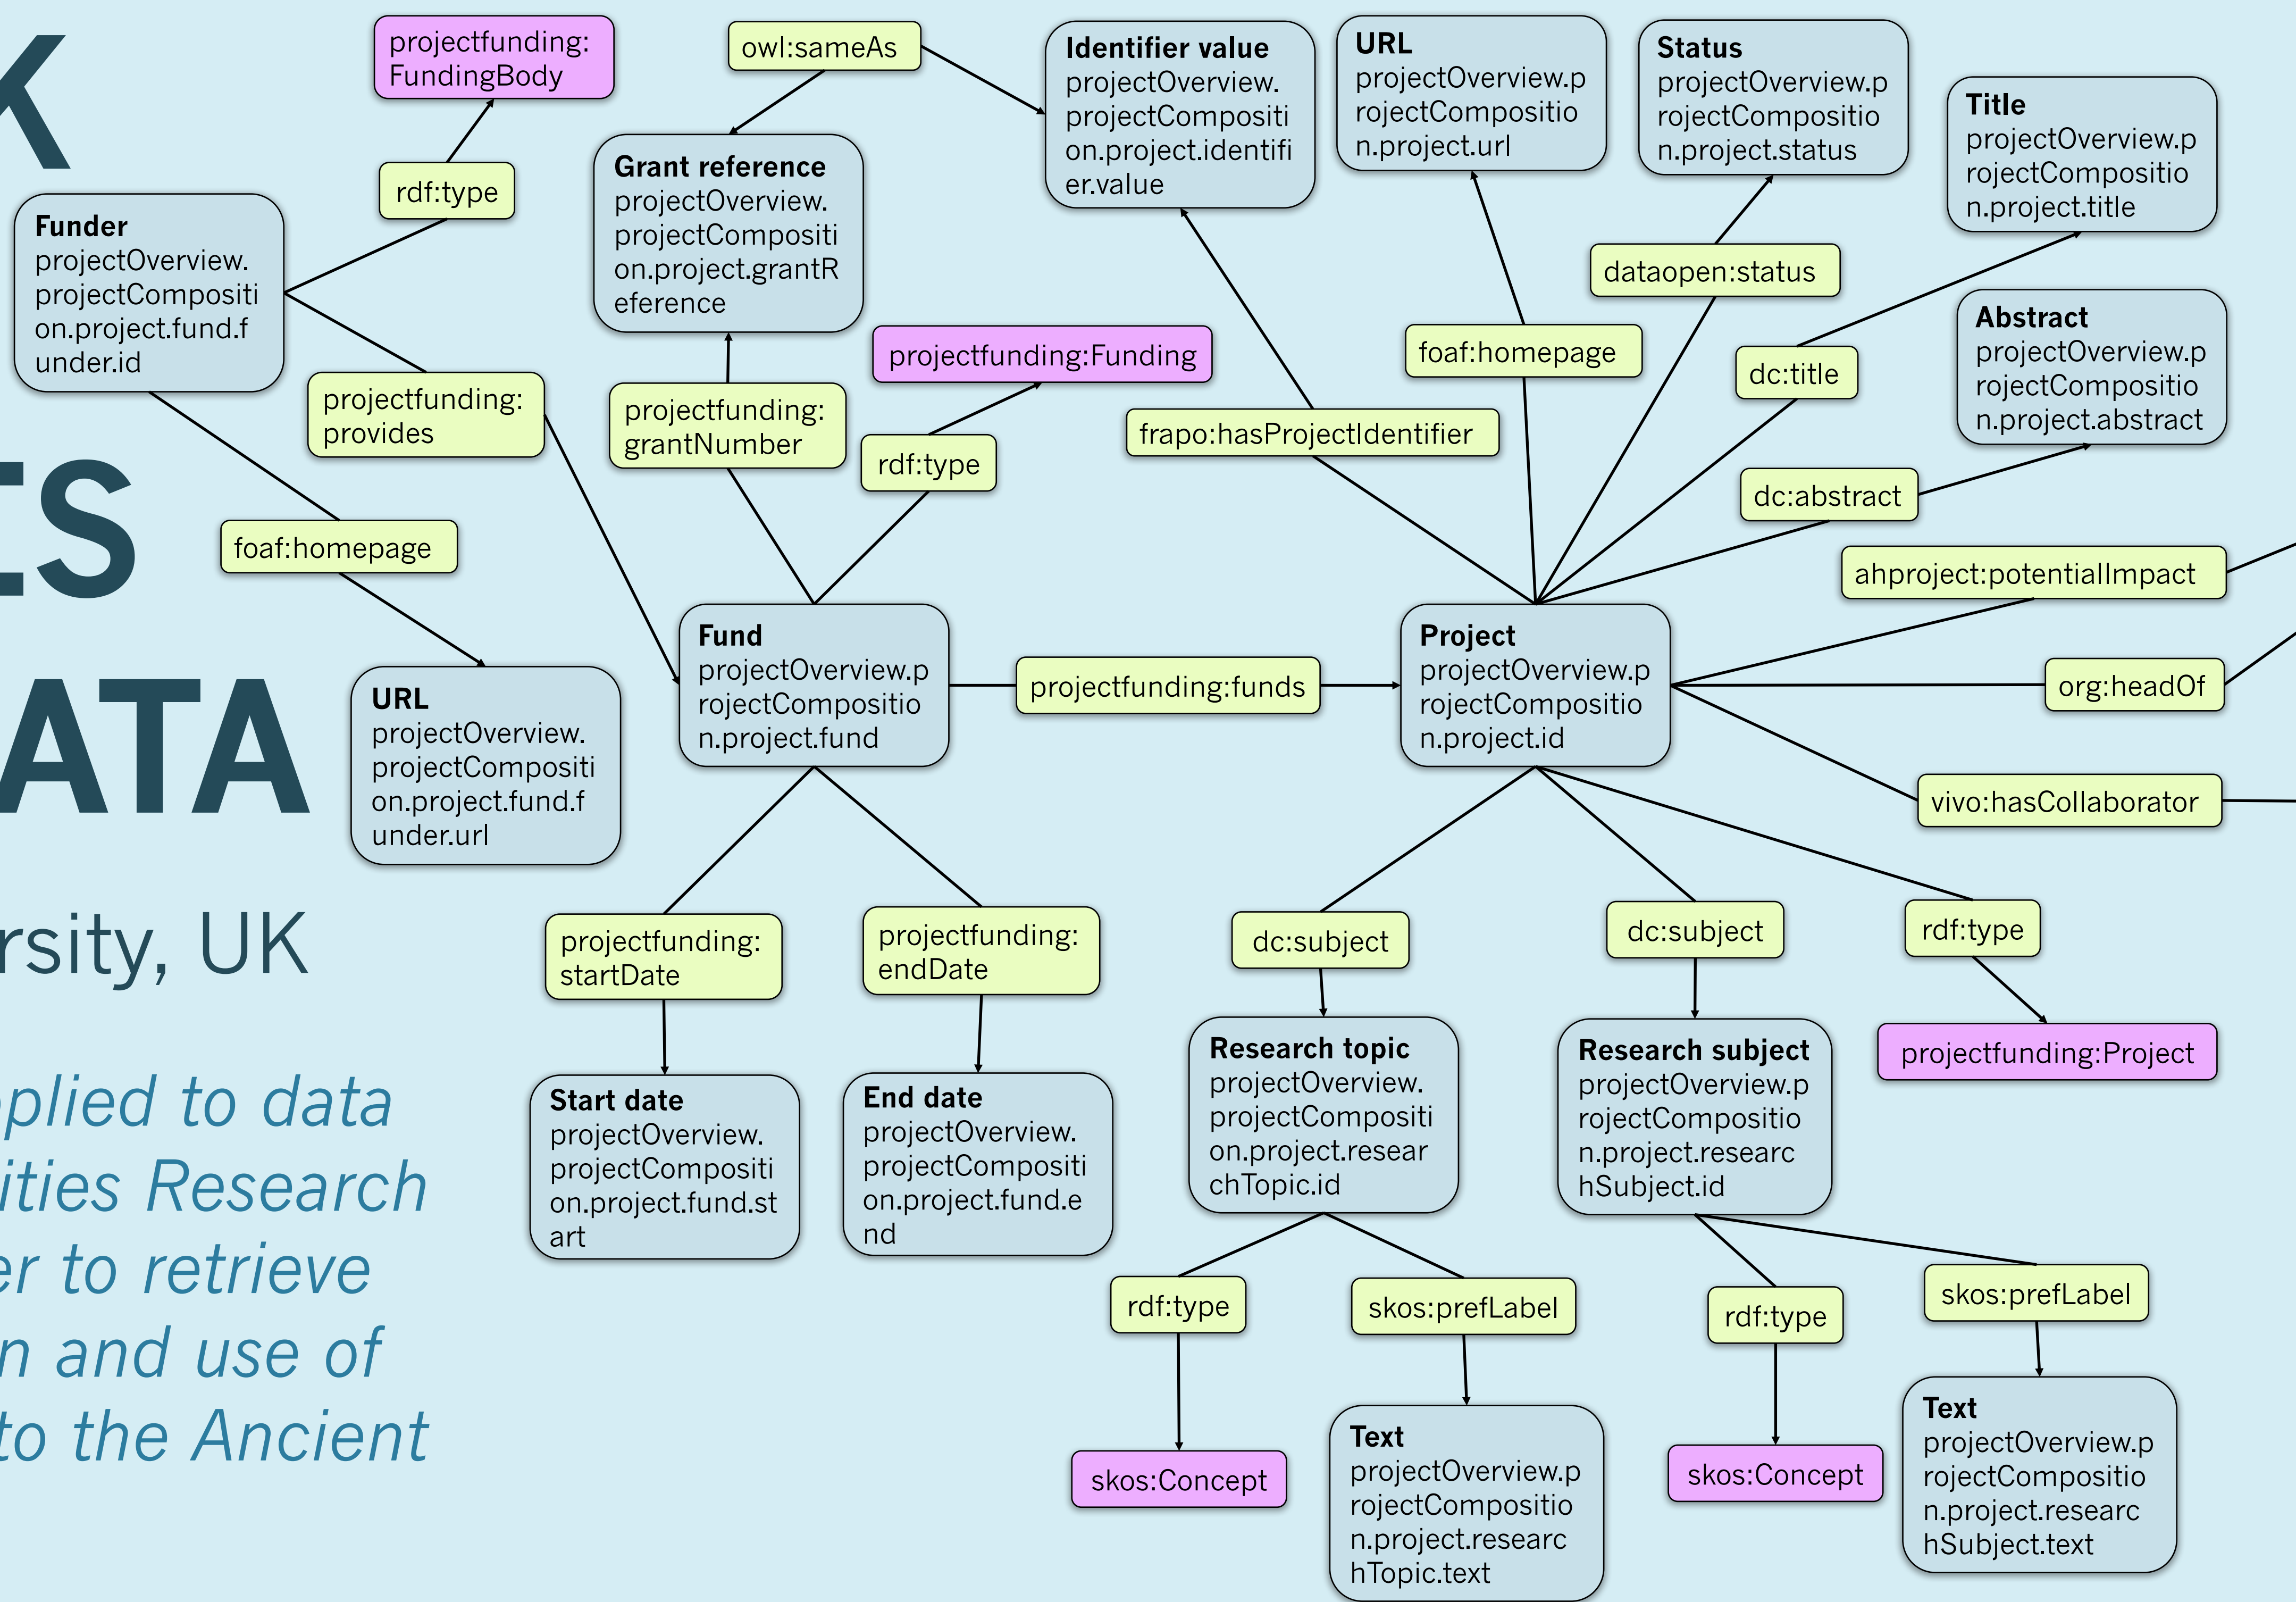 K
ES
ATA
rsity, UK
plied to data
ities Research
er to retrieve
n and use of
to the Ancient
projectfunding:
FundingBody
rdf:type
Funder
projectOverview.
projectCompositi
on.project.fund.f
under.id
projectfunding:
provides
foaf:homepage
URL
projectOverview.
projectCompositi
on.project.fund.f
under.url
owl:sameAs
Grant reference
projectOverview.
projectCompositi
on.project.grantR
eference
projectfunding:
grantNumber
projectfunding:Funding
rdf:type
Identifier value
projectOverview.
projectCompositi
on.project.identifi
er.value
frapo:hasProjectIdentifier
URL
projectOverview.p
rojectCompositio
n.project.url
foaf:homepage
Status
projectOverview.p
rojectCompositio
n.project.status
dataopen:status
Title
projectOverview.p
rojectCompositio
n.project.title
dc:title
Abstract
projectOverview.p
rojectCompositio
n.project.abstract
dc:abstract
ahproject:potentialImpact
org:headOf
vivo:hasCollaborator
Fund
projectOverview.p
rojectCompositio
n.project.fund
projectfunding:funds
Project
projectOverview.p
rojectCompositio
n.project.id
projectfunding:
startDate
projectfunding:
endDate
Start date
projectOverview.
projectCompositi
on.project.fund.st
art
End date
projectOverview.
projectCompositi
on.project.fund.e
nd
dc:subject
dc:subject
rdf:type
Research topic
projectOverview.
projectCompositi
on.project.resear
chTopic.id
Research subject
projectOverview.p
rojectCompositio
n.project.researc
hSubject.id
projectfunding:Project
rdf:type
skos:prefLabel
rdf:type
skos:prefLabel
skos:Concept
Text
projectOverview.p
rojectCompositio
n.project.researc
hTopic.text
skos:Concept
Text
projectOverview.p
rojectCompositio
n.project.researc
hSubject.text